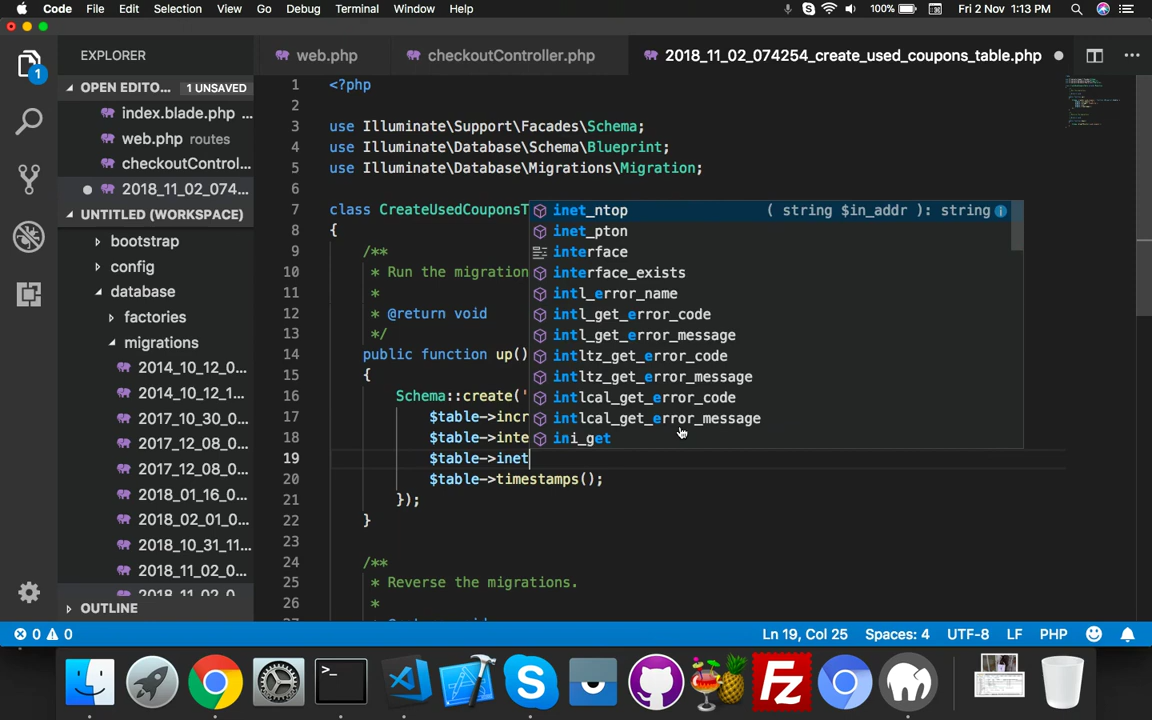 Code File Edit Selection View Go Debug Terminal Window Help 100% Fri 2 Nov 1:13 PM
EXPLORER web.php checkoutController.php 2018_11_02_074254_create_used_coupons_table.php
1
OPEN EDITO... 1 UNSAVED
index.blade.php ...
web.php routes
checkoutControl...
2018_11_02_074...
UNTITLED (WORKSPACE)
bootstrap
config
database
factories
migrations
2014_10_12_0...
2014_10_12_1...
2017_10_30_0...
2017_12_08_0...
2017_12_08_0...
2018_01_16_0...
2018_02_01_0...
2018_10_31_11...
2018_11_02_0...
2018_11_02_0...
OUTLINE
1 <?php
2
3 use Illuminate\Support\Facades\Schema;
4 use Illuminate\Database\Schema\Blueprint;
5 use Illuminate\Database\Migrations\Migration;
6
7 class CreateUsedCouponsT
8 {
9 /**
10 * Run the migration
11 *
12 * @return void
13 */
14 public function up()
15 {
16 Schema::create('
17 $table->incr
18 $table->inte
19 $table->inet
20 $table->timestamps();
21 });
22 }
23
24 /**
25 * Reverse the migrations.
26 *
27
inet_ntop ( string $in_addr ): string
inet_pton
interface
interface_exists
intl_error_name
intl_get_error_code
intl_get_error_message
intltz_get_error_code
intltz_get_error_message
intlcal_get_error_code
intlcal_get_error_message
ini_get
0 0 Ln 19, Col 25 Spaces: 4 UTF-8 LF PHP